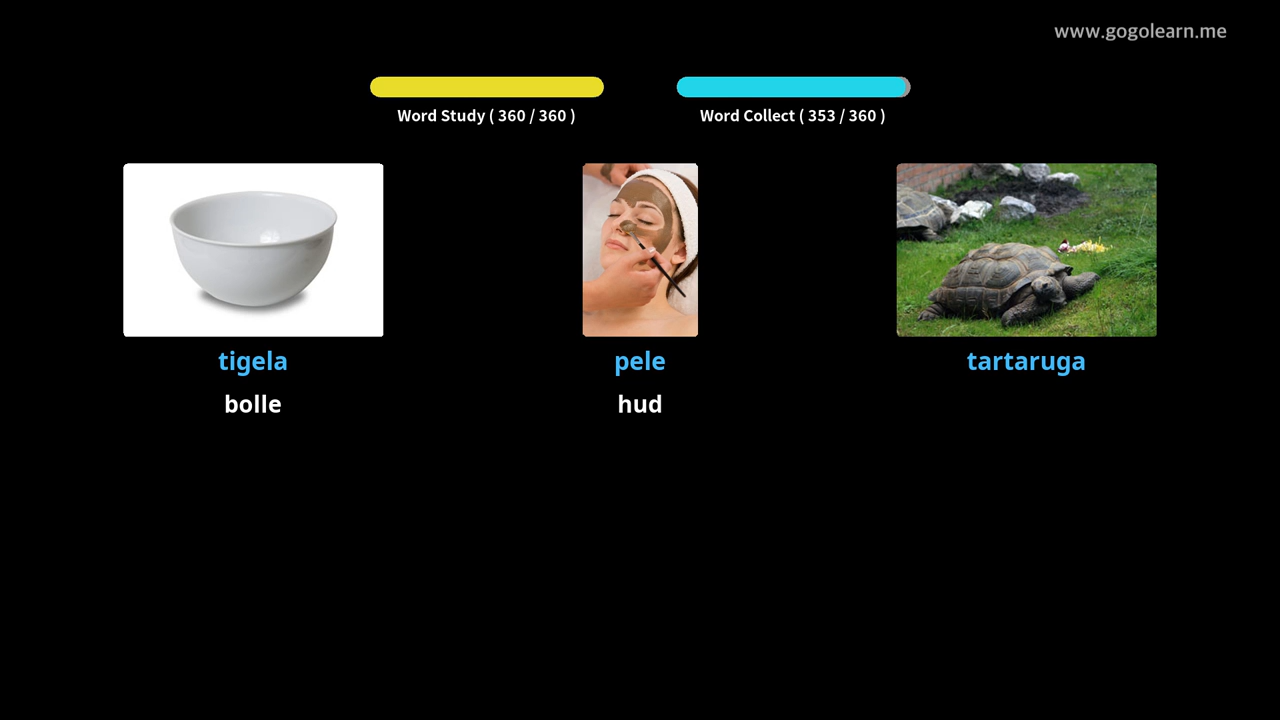 www.gogolearn.me
Word Study ( 360 / 360 )
Word Collect ( 353 / 360 )
tigela
pele
tartaruga
bolle
hud